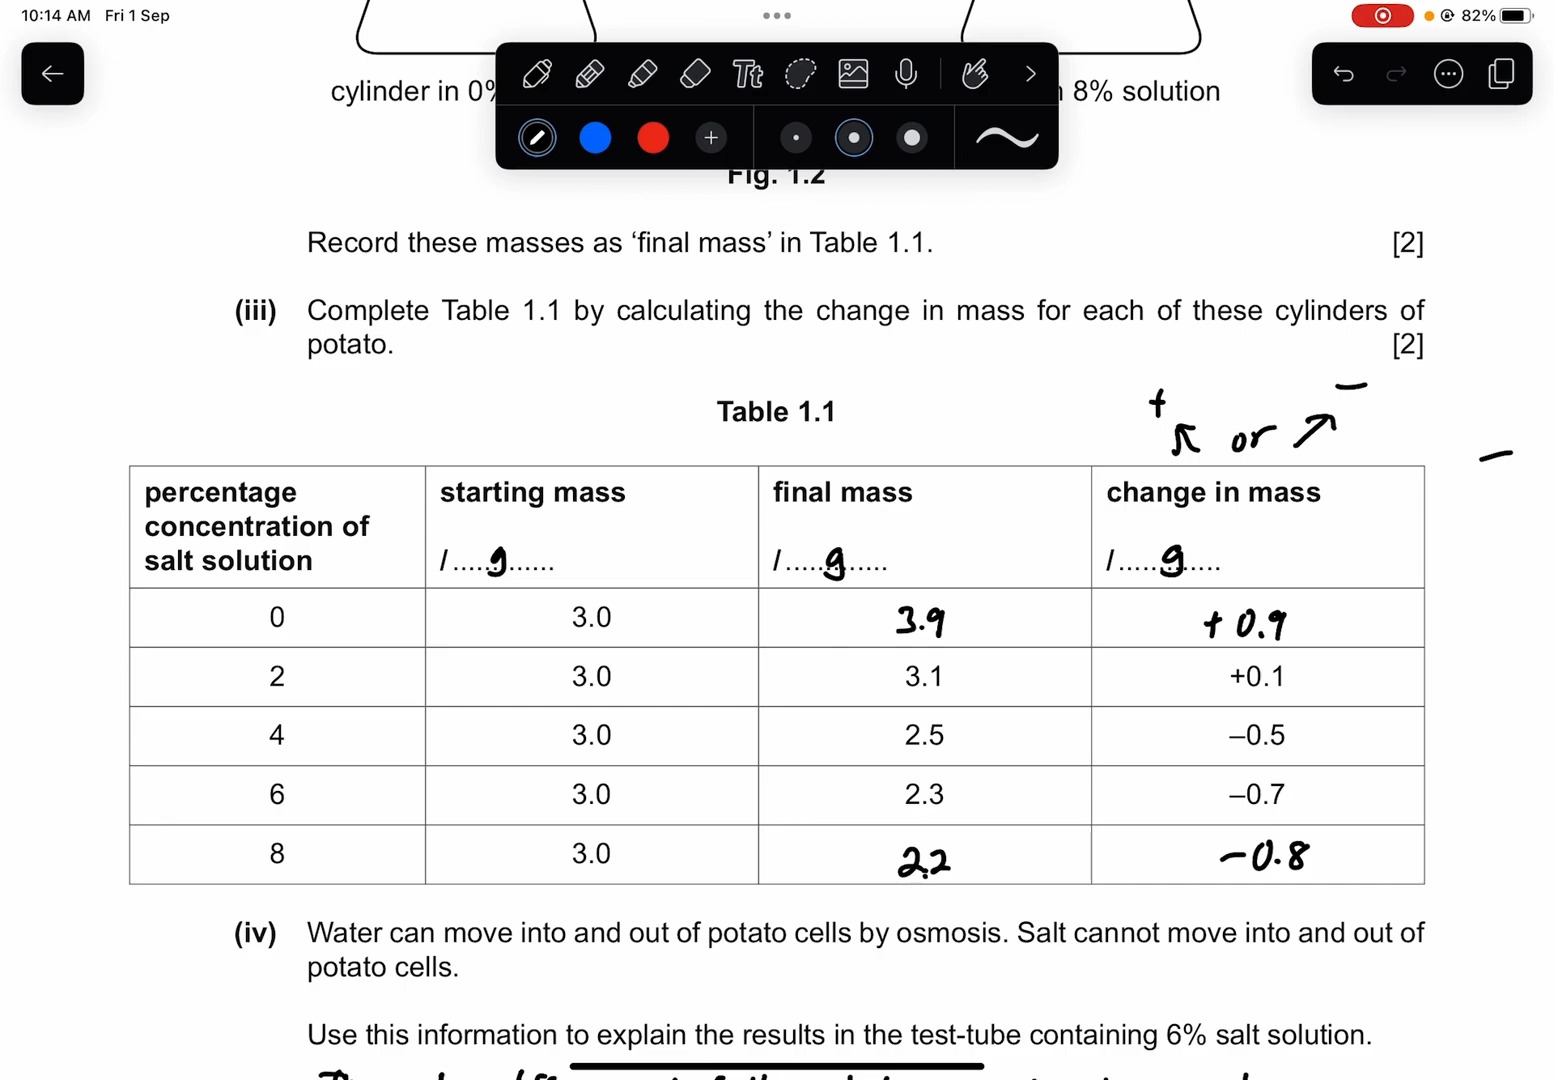 10:14 AM Fri 1 Sep
82%
cylinder in 0%
8% solution
Tt
Fig. 1.2
Record these masses as ‘final mass’ in Table 1.1. [2]
(iii) Complete Table 1.1 by calculating the change in mass for each of these cylinders of
potato. [2]
Table 1.1
+ or –
–
percentage concentration of salt solution | starting mass /.....g...... | final mass /.....g...... | change in mass /.....g......
0 3.0 3.9 + 0.9
2 3.0 3.1 +0.1
4 3.0 2.5 –0.5
6 3.0 2.3 –0.7
8 3.0 2.2 –0.8
(iv) Water can move into and out of potato cells by osmosis. Salt cannot move into and out of
potato cells.
Use this information to explain the results in the test-tube containing 6% salt solution.